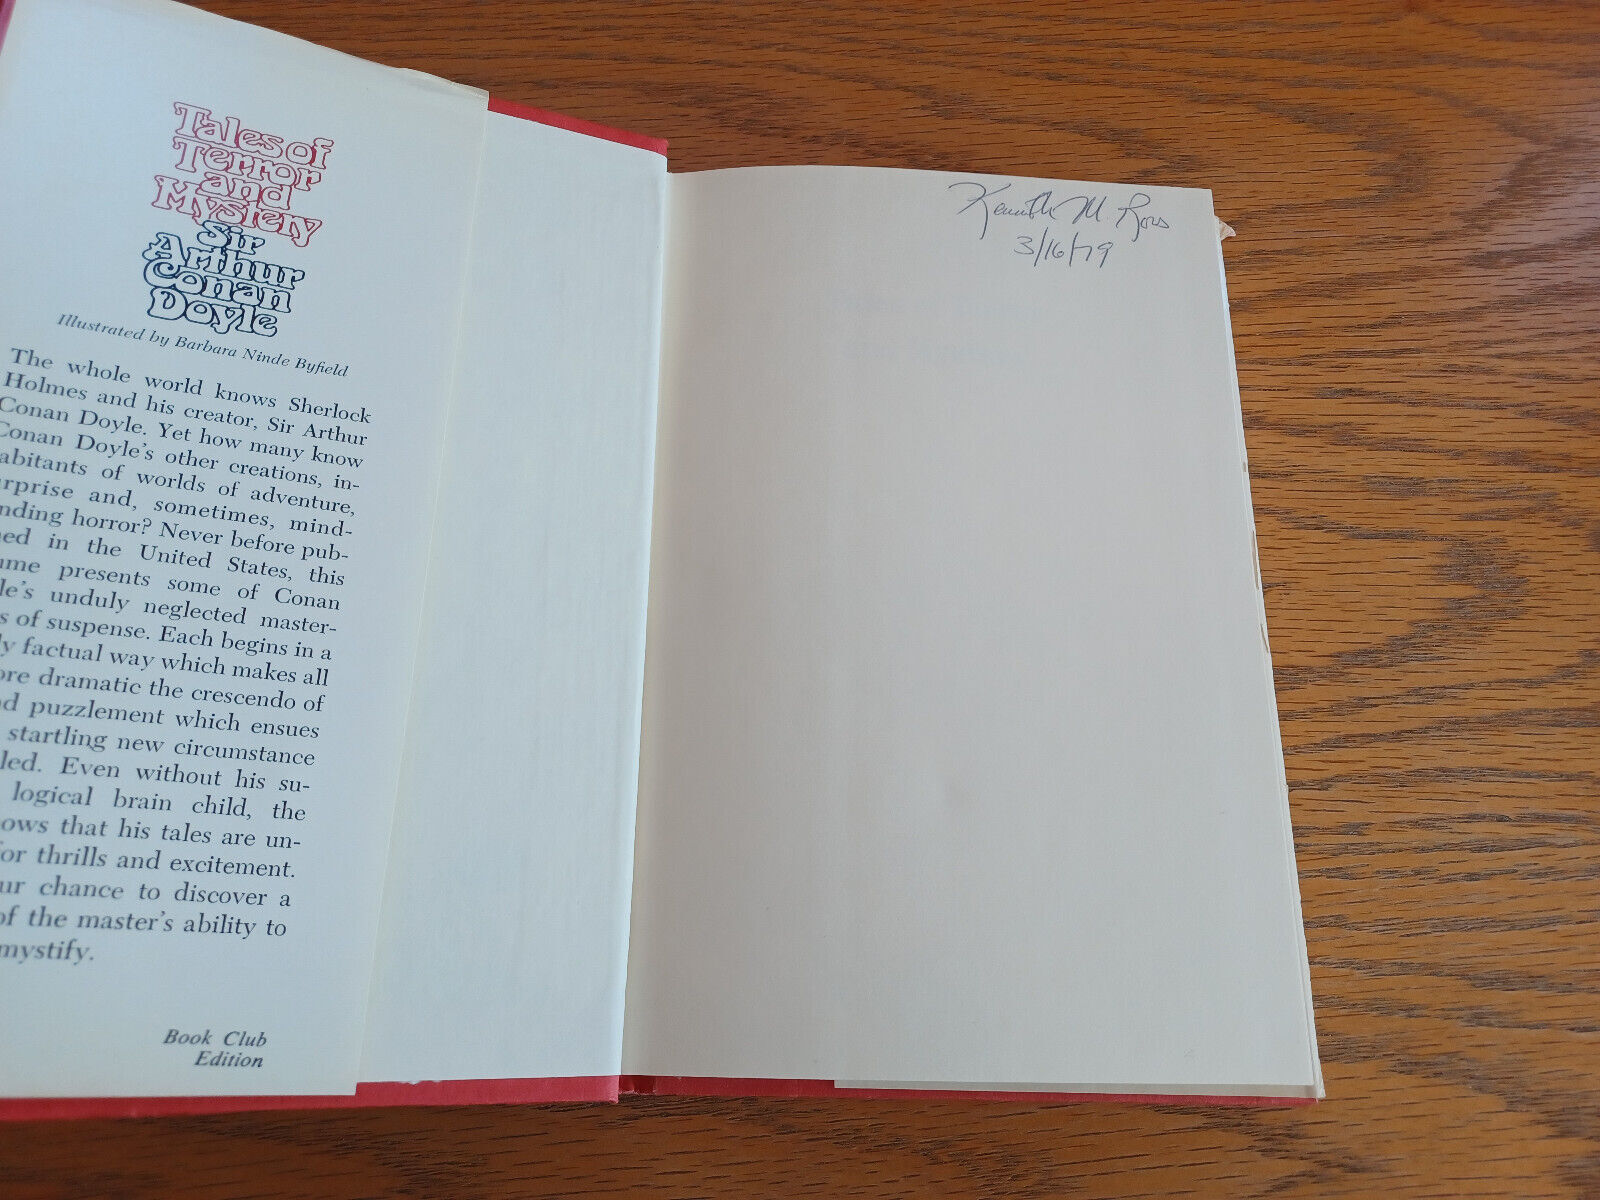 Tales of
Terror
and
Mystery
Sir
Arthur
Conan
Doyle
Illustrated by Barbara Ninde Byfield
The whole world knows Sherlock
Holmes and his creator, Sir Arthur
Conan Doyle. Yet how many know
Conan Doyle's other creations, in-
abitants of worlds of adventure,
urprise and, sometimes, mind-
nding horror? Never before pub-
ed in the United States, this
ume presents some of Conan
le's unduly neglected master-
s of suspense. Each begins in a
ly factual way which makes all
ore dramatic the crescendo of
d puzzlement which ensues
startling new circumstance
led. Even without his su-
logical brain child, the
ows that his tales are un-
for thrills and excitement.
ur chance to discover a
of the master's ability to
mystify.
Book Club
Edition
Kenneth M. Ross
3/16/79